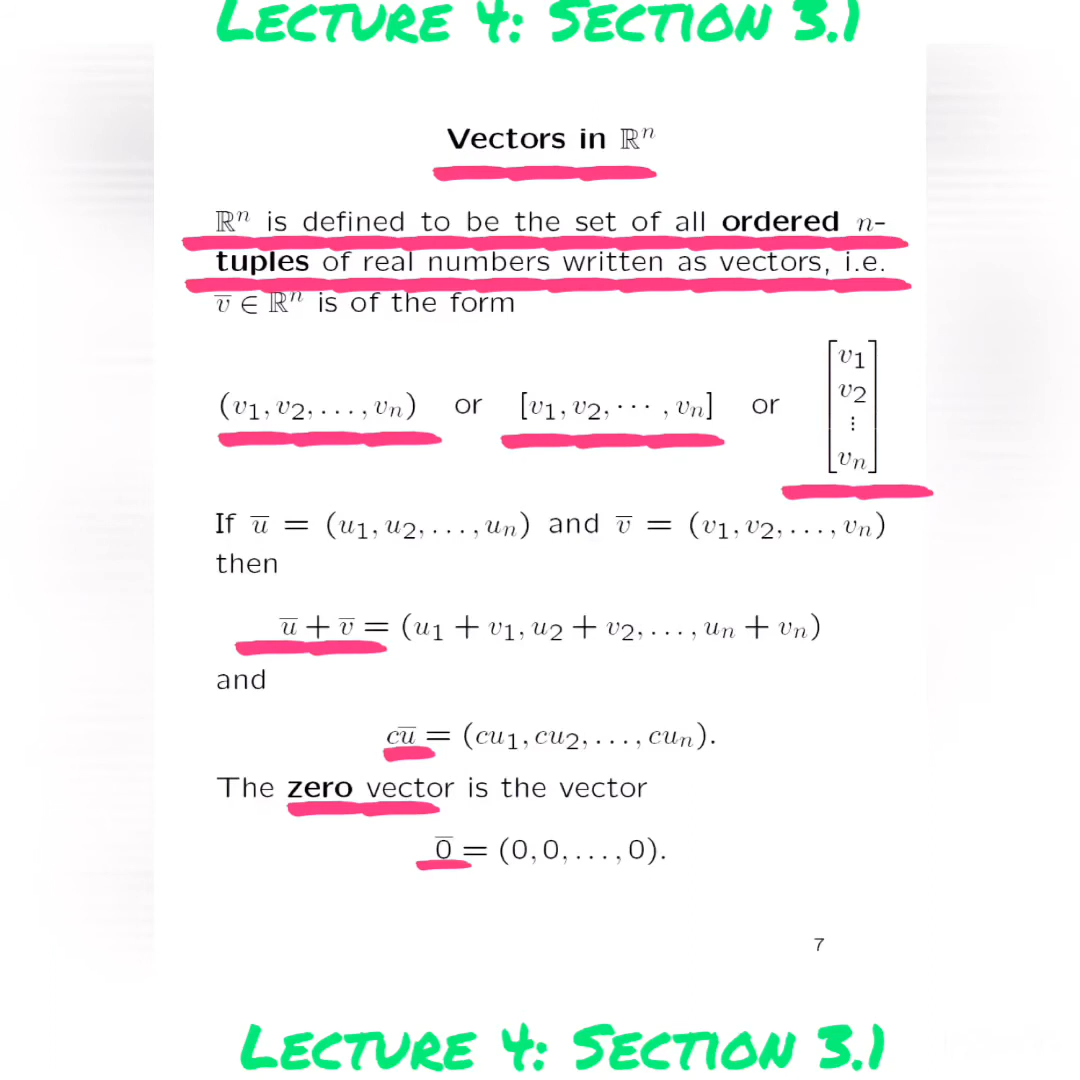 LECTURE 4: SECTION 3.1
Vectors in ℝⁿ
ℝⁿ is defined to be the set of all ordered n-
tuples of real numbers written as vectors, i.e.
v̅ ∈ ℝⁿ is of the form
(v₁, v₂, . . . , vₙ) or [v₁, v₂, · · · , vₙ] or [v₁ v₂ ⋮ vₙ]
If u̅ = (u₁, u₂, . . . , uₙ) and v̅ = (v₁, v₂, . . . , vₙ)
then
u̅ + v̅ = (u₁ + v₁, u₂ + v₂, . . . , uₙ + vₙ)
and
cu̅ = (cu₁, cu₂, . . . , cuₙ).
The zero vector is the vector
0̅ = (0, 0, . . . , 0).
7
LECTURE 4: SECTION 3.1